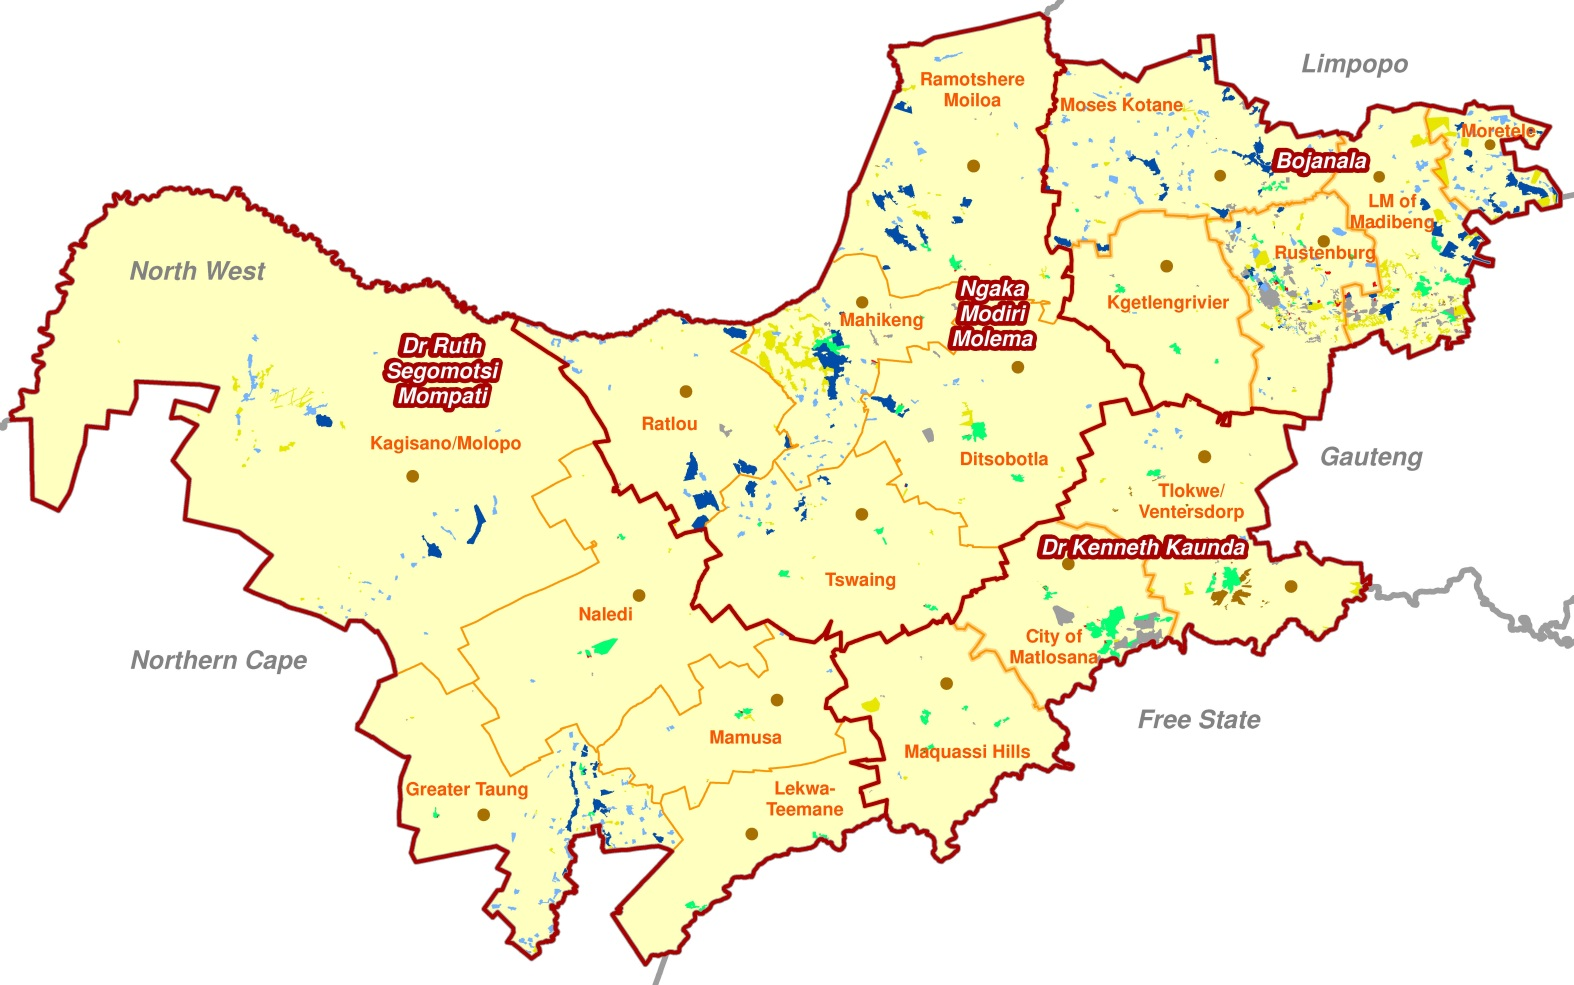 Limpopo
Ramotshere
Moiloa
Moses Kotane
Moretele
Bojanala
LM of
Madibeng
Rustenburg
North West
Ngaka
Modiri
Molema
Kgetlengrivier
Mahikeng
Dr Ruth
Segomotsi
Mompati
Kagisano/Molopo
Ratlou
Ditsobotla
Gauteng
Tlokwe/
Ventersdorp
Dr Kenneth Kaunda
Tswaing
Naledi
City of
Matlosana
Northern Cape
Free State
Mamusa
Maquassi Hills
Greater Taung
Lekwa-
Teemane